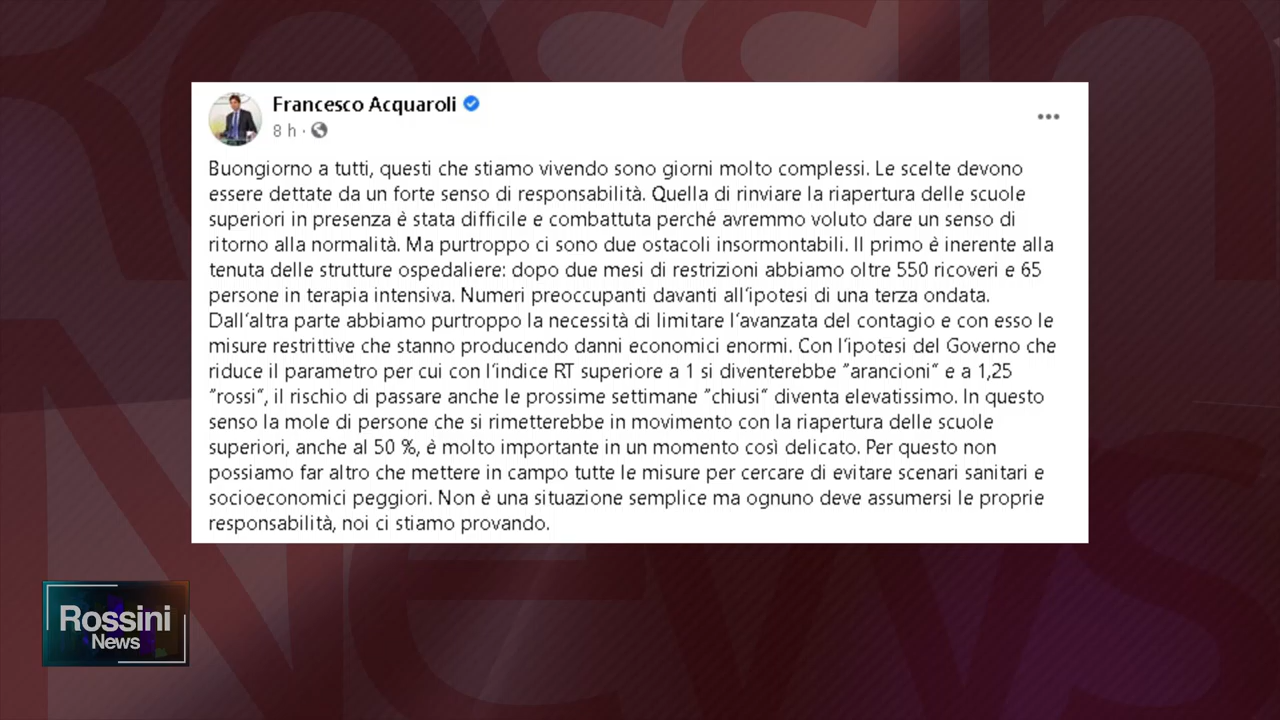 Francesco Acquaroli
8 h ·
Buongiorno a tutti, questi che stiamo vivendo sono giorni molto complessi. Le scelte devono
essere dettate da un forte senso di responsabilità. Quella di rinviare la riapertura delle scuole
superiori in presenza è stata difficile e combattuta perché avremmo voluto dare un senso di
ritorno alla normalità. Ma purtroppo ci sono due ostacoli insormontabili. Il primo è inerente alla
tenuta delle strutture ospedaliere: dopo due mesi di restrizioni abbiamo oltre 550 ricoveri e 65
persone in terapia intensiva. Numeri preoccupanti davanti all'ipotesi di una terza ondata.
Dall'altra parte abbiamo purtroppo la necessità di limitare l'avanzata del contagio e con esso le
misure restrittive che stanno producendo danni economici enormi. Con l'ipotesi del Governo che
riduce il parametro per cui con l'indice RT superiore a 1 si diventerebbe "arancioni" e a 1,25
"rossi", il rischio di passare anche le prossime settimane "chiusi" diventa elevatissimo. In questo
senso la mole di persone che si rimetterebbe in movimento con la riapertura delle scuole
superiori, anche al 50 %, è molto importante in un momento così delicato. Per questo non
possiamo far altro che mettere in campo tutte le misure per cercare di evitare scenari sanitari e
socioeconomici peggiori. Non è una situazione semplice ma ognuno deve assumersi le proprie
responsabilità, noi ci stiamo provando.
Rossini
News